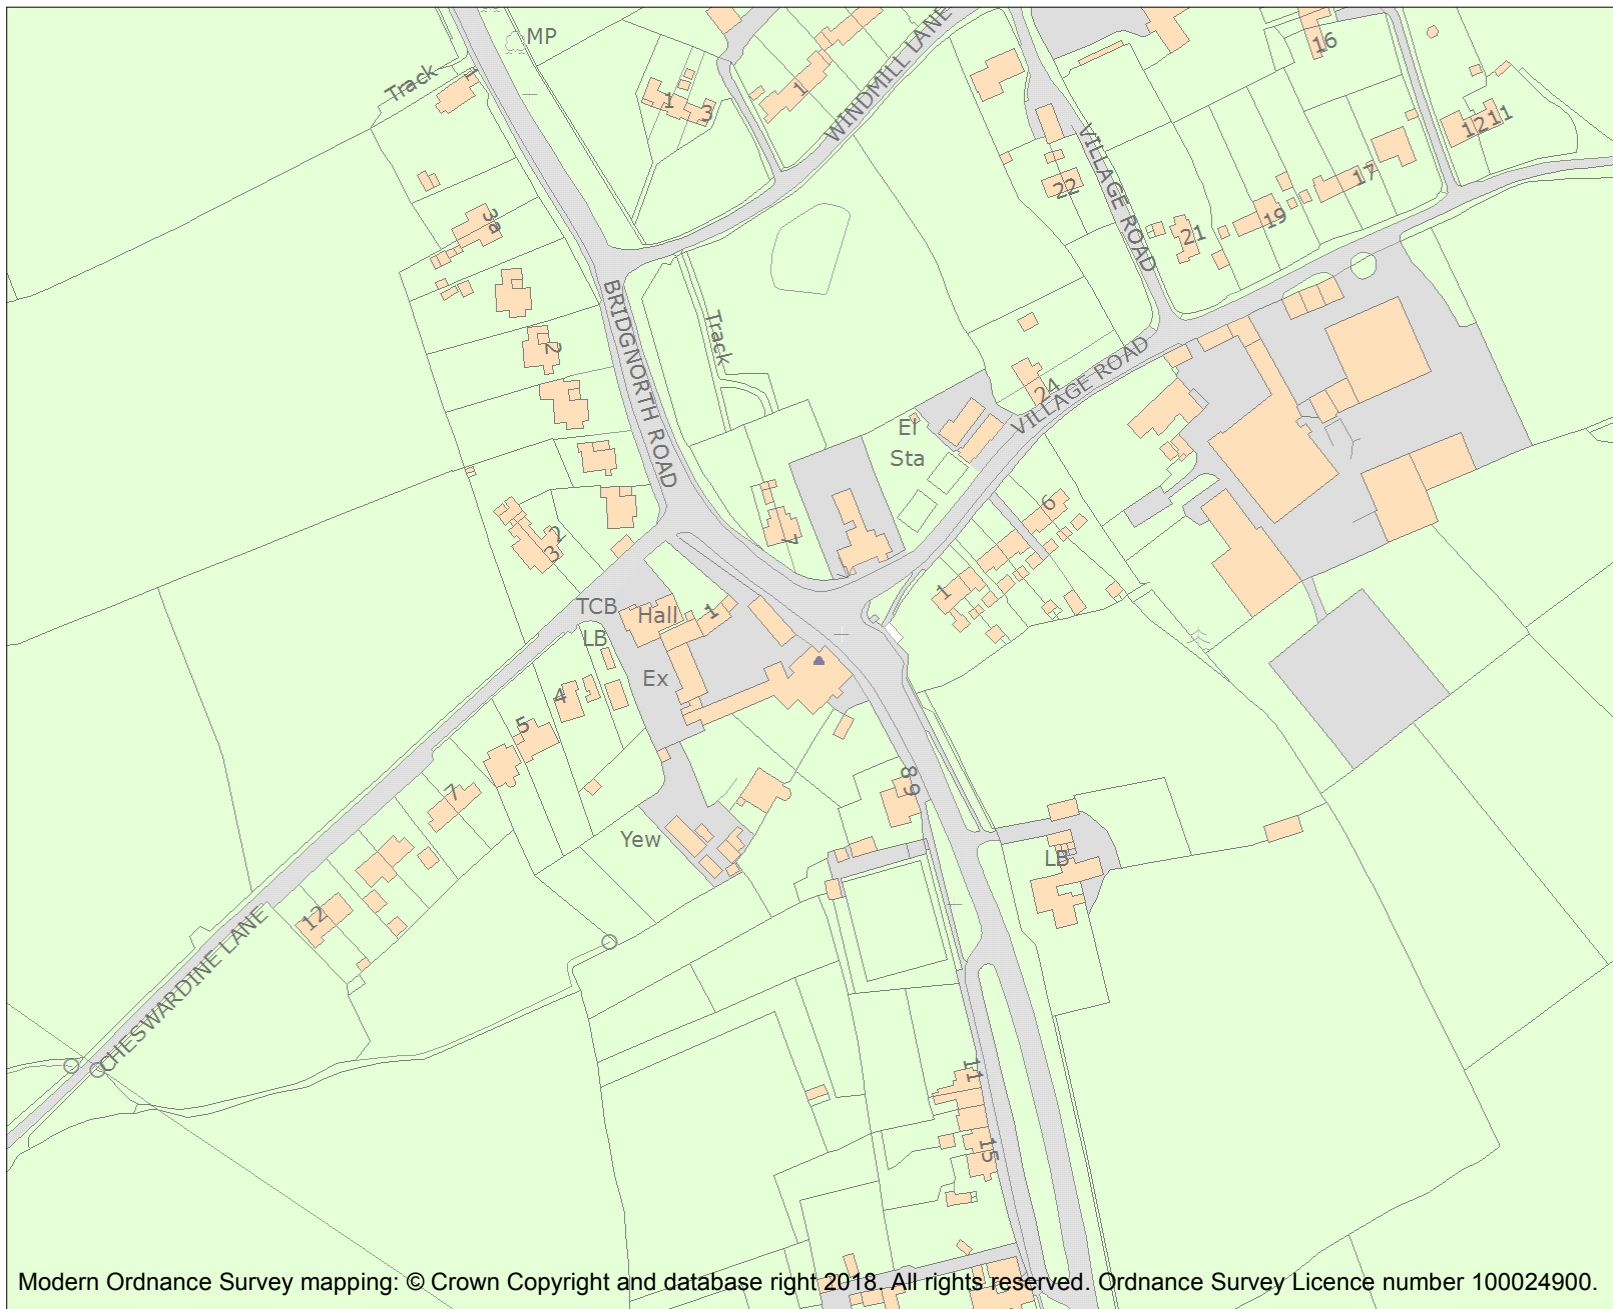 MP
Track
1
1
3
1
WINDMILL LANE
16
1211
VILLAGE ROAD
22
17
3a
21
19
BRIDGNORTH ROAD
Track
2
24
VILLAGE ROAD
El
Sta
6
7
2
3
1
TCB
Hall
1
LB
Ex
4
5
8 9
7
Yew
LB
12
CHESWARDINE LANE
11
15
Modern Ordnance Survey mapping: © Crown Copyright and database right 2018. All rights reserved. Ordnance Survey Licence number 100024900.